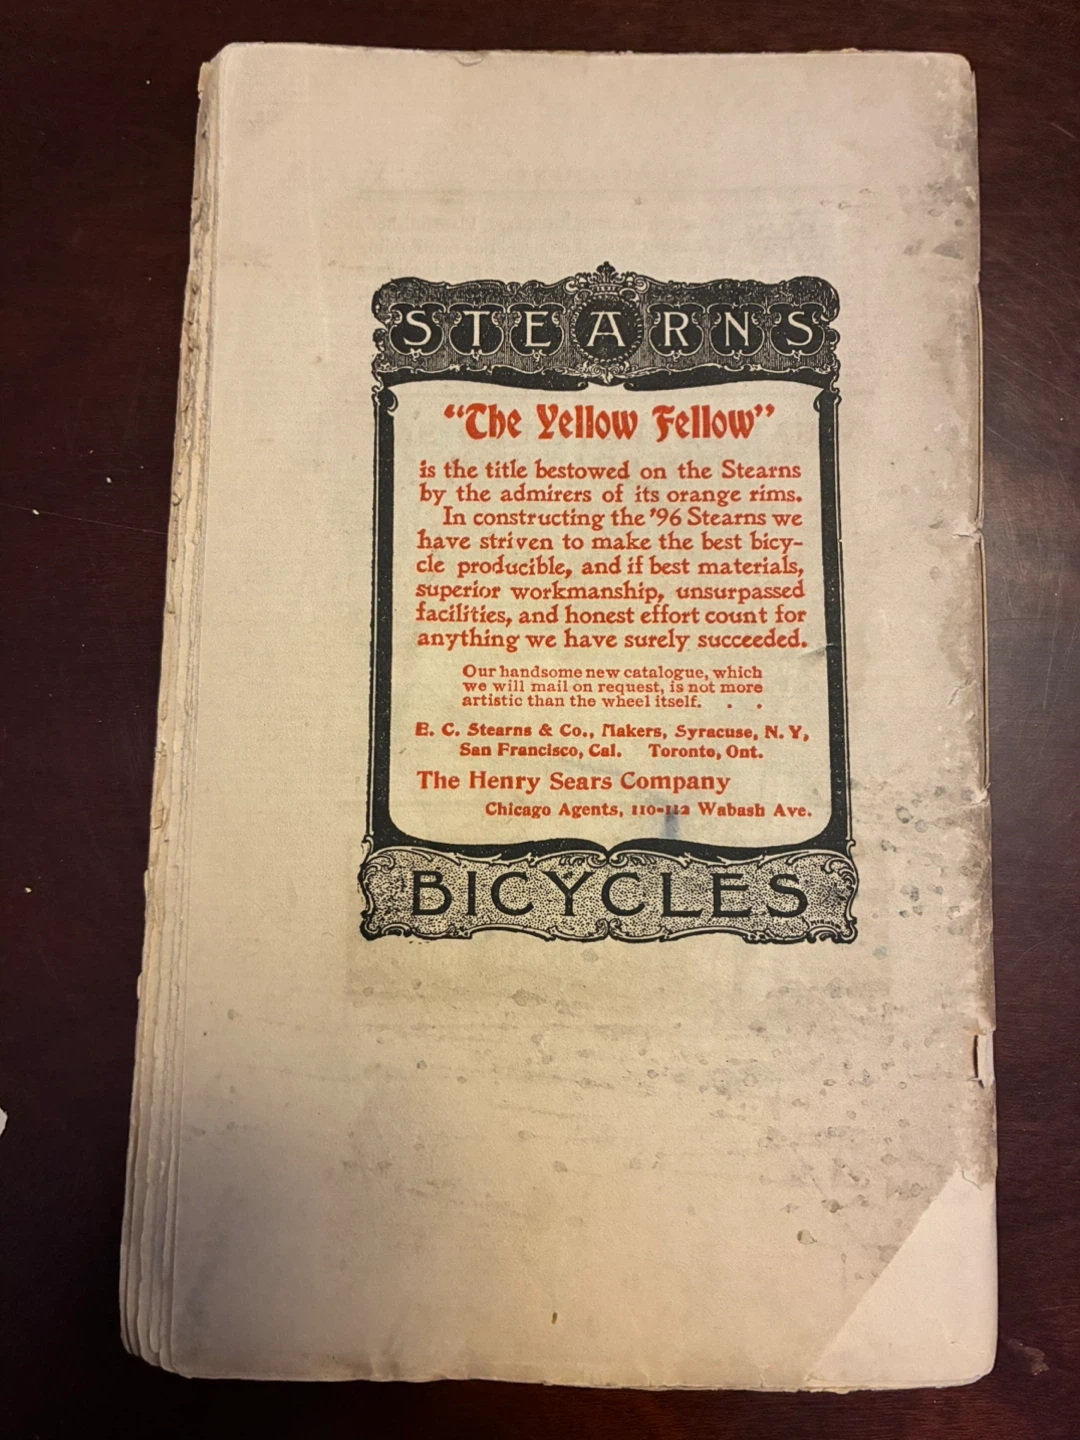 STEARNS
"The Yellow Fellow"
is the title bestowed on the Stearns
by the admirers of its orange rims.
In constructing the '96 Stearns we
have striven to make the best bicy-
cle producible, and if best materials,
superior workmanship, unsurpassed
facilities, and honest effort count for
anything we have surely succeeded.
Our handsome new catalogue, which
we will mail on request, is not more
artistic than the wheel itself. . .
E. C. Stearns & Co., Makers, Syracuse, N. Y,
San Francisco, Cal. Toronto, Ont.
The Henry Sears Company
Chicago Agents, 110-112 Wabash Ave.
BICYCLES